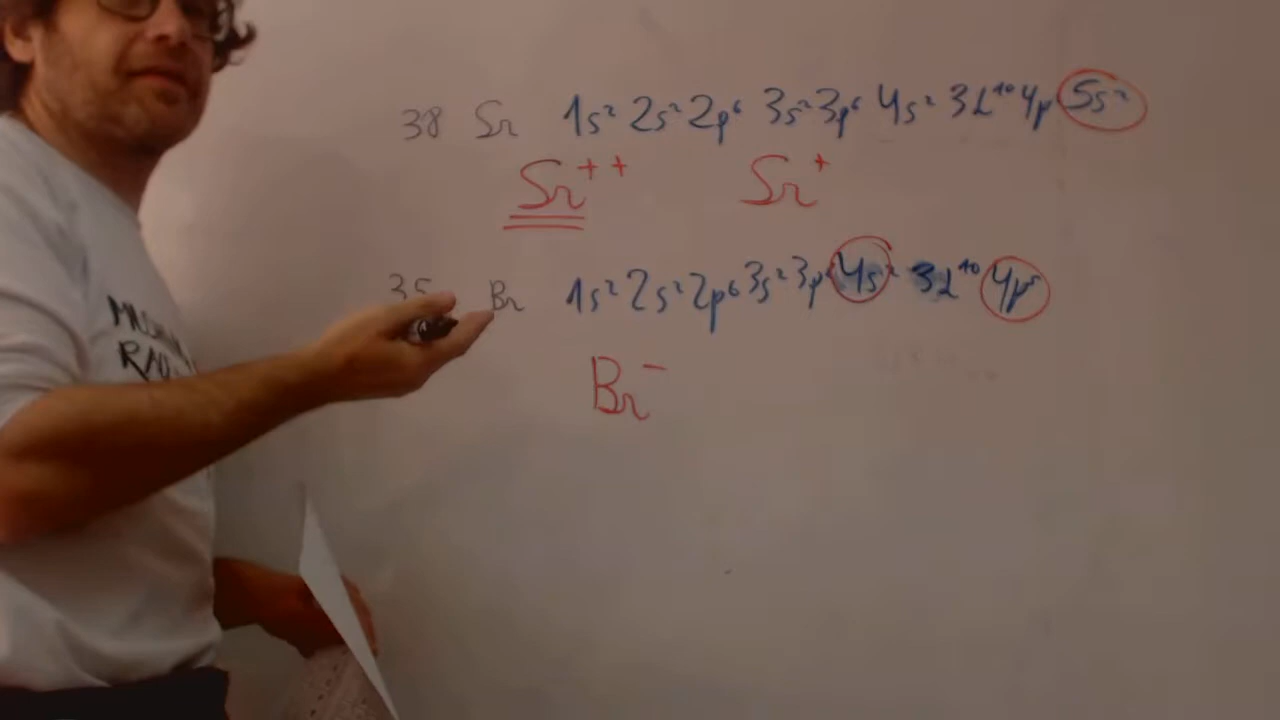 38 Sr 1s² 2s² 2p⁶ 3s² 3p⁶ 4s² 3d¹⁰ 4p 5s²
Sr⁺⁺ Sr⁺
35 Br 1s² 2s² 2p⁶ 3s² 3p⁶ 4s² 3d¹⁰ 4p⁵
Br⁻